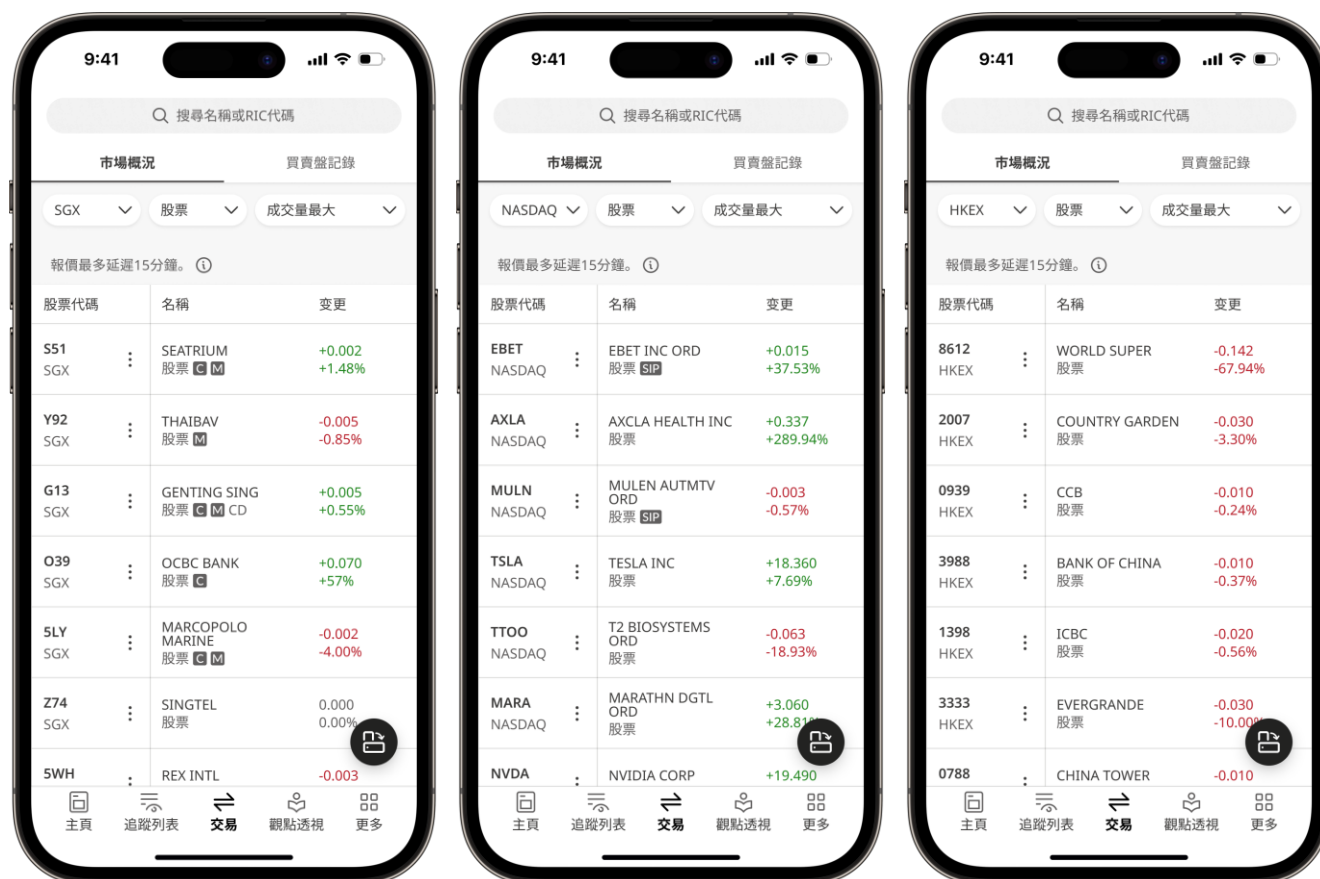 9:41
搜尋名稱或RIC代碼
市場概況 買賣盤記錄
SGX 股票 成交量最大
報價最多延遲15分鐘。
股票代碼 名稱 变更
S51 SEATRIUM +0.002
SGX 股票 C M +1.48%
Y92 THAIBAV -0.005
SGX 股票 M -0.85%
G13 GENTING SING +0.005
SGX 股票 C M CD +0.55%
O39 OCBC BANK +0.070
SGX 股票 C +57%
5LY MARCOPOLO
MARINE -0.002
SGX 股票 C M -4.00%
Z74 SINGTEL 0.000
SGX 股票 0.00%
5WH REX INTL -0.003
主頁 追蹤列表 交易 觀點透視 更多
9:41
搜尋名稱或RIC代碼
市場概況 買賣盤記錄
NASDAQ 股票 成交量最大
報價最多延遲15分鐘。
股票代碼 名稱 变更
EBET EBET INC ORD +0.015
NASDAQ 股票 SIP +37.53%
AXLA AXCLA HEALTH INC +0.337
NASDAQ 股票 +289.94%
MULN MULEN AUTMTV
ORD -0.003
NASDAQ 股票 SIP -0.57%
TSLA TESLA INC +18.360
NASDAQ 股票 +7.69%
TTOO T2 BIOSYSTEMS
ORD -0.063
NASDAQ 股票 -18.93%
MARA MARATHN DGTL
ORD +3.060
NASDAQ 股票 +28.81%
NVDA NVIDIA CORP +19.490
主頁 追蹤列表 交易 觀點透視 更多
9:41
搜尋名稱或RIC代碼
市場概況 買賣盤記錄
HKEX 股票 成交量最大
報價最多延遲15分鐘。
股票代碼 名稱 变更
8612 WORLD SUPER -0.142
HKEX 股票 -67.94%
2007 COUNTRY GARDEN -0.030
HKEX 股票 -3.30%
0939 CCB -0.010
HKEX 股票 -0.24%
3988 BANK OF CHINA -0.010
HKEX 股票 -0.37%
1398 ICBC -0.020
HKEX 股票 -0.56%
3333 EVERGRANDE -0.030
HKEX 股票 -10.00%
0788 CHINA TOWER -0.010
主頁 追蹤列表 交易 觀點透視 更多